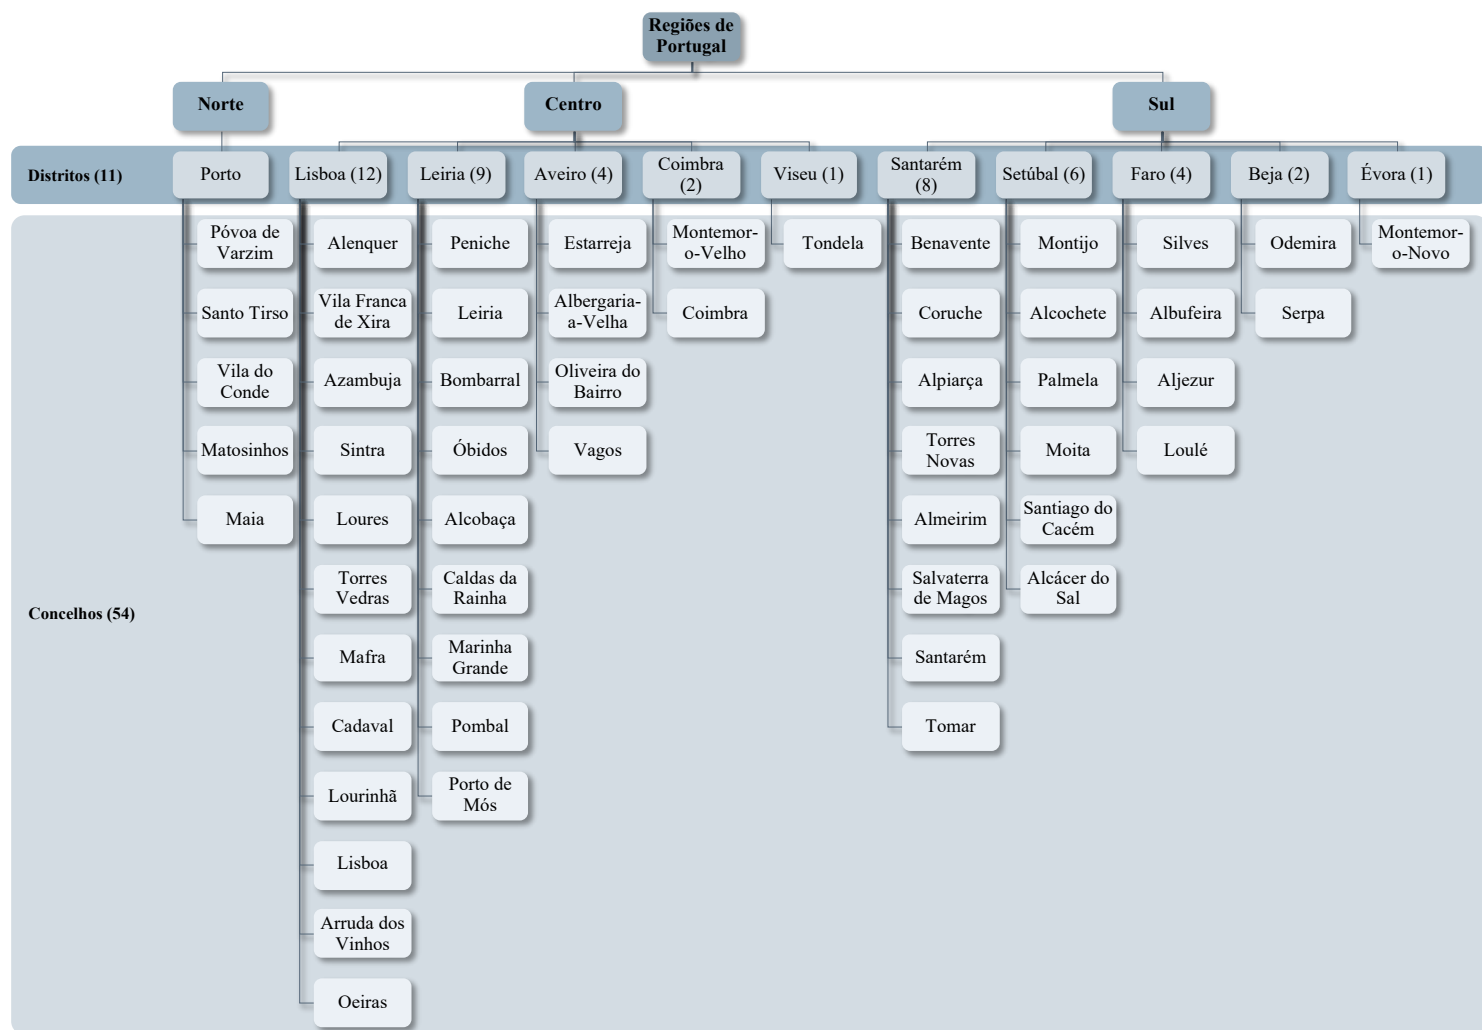 Regiões de
Portugal
Norte
Centro
Sul
Distritos (11)
Porto
Lisboa (12)
Leiria (9)
Aveiro (4)
Coimbra
(2)
Viseu (1)
Santarém
(8)
Setúbal (6)
Faro (4)
Beja (2)
Évora (1)
Concelhos (54)
Póvoa de
Varzim
Santo Tirso
Vila do
Conde
Matosinhos
Maia
Alenquer
Vila Franca
de Xira
Azambuja
Sintra
Loures
Torres
Vedras
Mafra
Cadaval
Lourinhã
Lisboa
Arruda dos
Vinhos
Oeiras
Peniche
Leiria
Bombarral
Óbidos
Alcobaça
Caldas da
Rainha
Marinha
Grande
Pombal
Porto de
Mós
Estarreja
Albergaria-
a-Velha
Oliveira do
Bairro
Vagos
Montemor-
o-Velho
Coimbra
Tondela
Benavente
Coruche
Alpiarça
Torres
Novas
Almeirim
Salvaterra
de Magos
Santarém
Tomar
Montijo
Alcochete
Palmela
Moita
Santiago do
Cacém
Alcácer do
Sal
Silves
Albufeira
Aljezur
Loulé
Odemira
Serpa
Montemor-
o-Novo